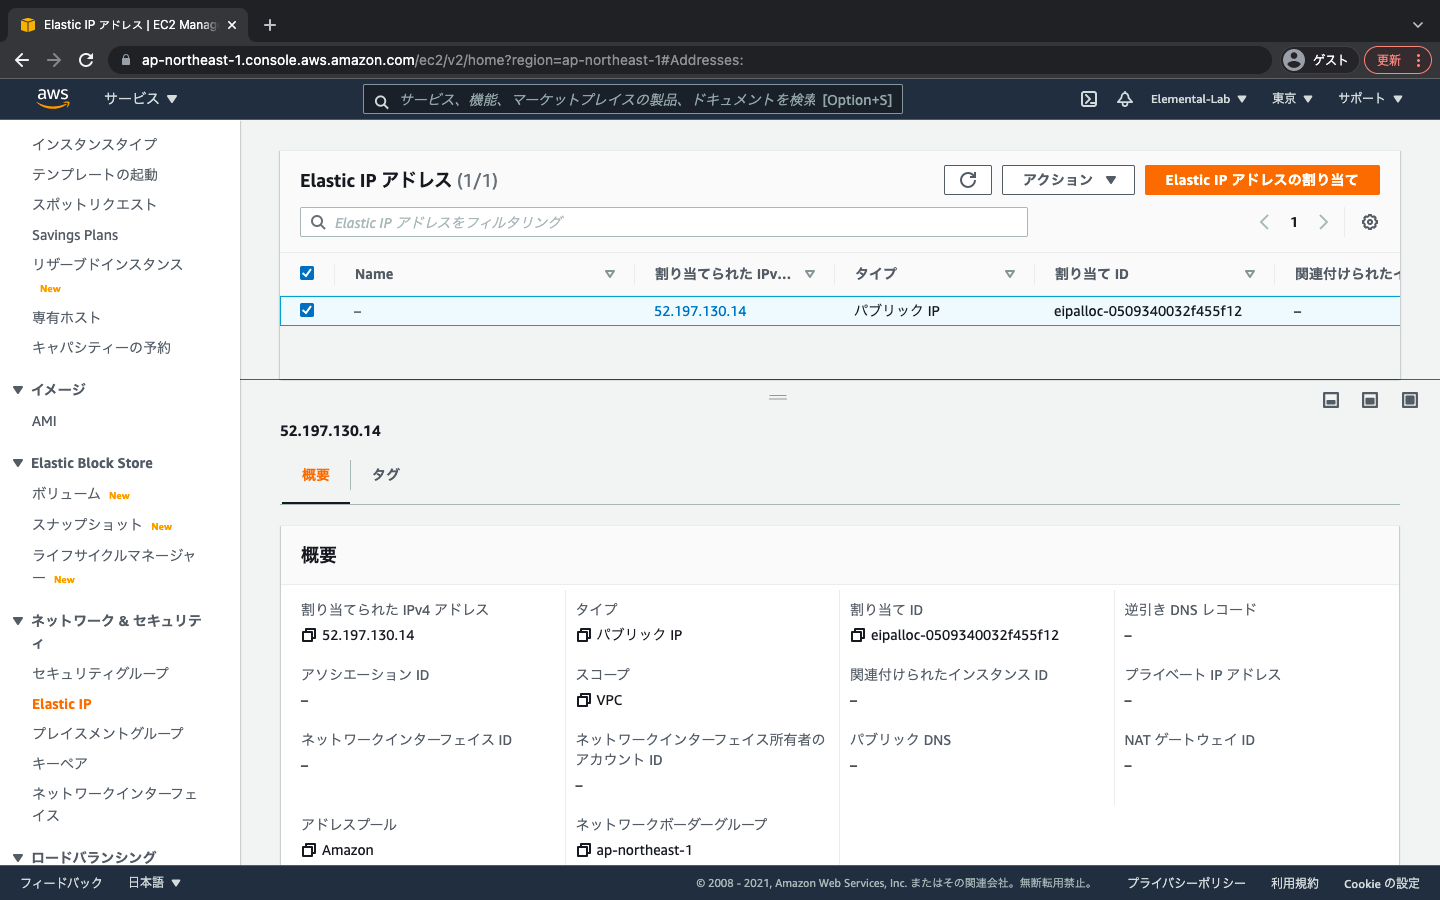 Elastic IP アドレス | EC2 Manag
ap-northeast-1.console.aws.amazon.com/ec2/v2/home?region=ap-northeast-1#Addresses:
ゲスト
更新
aws
サービス
サービス、機能、マーケットプレイスの製品、ドキュメントを検索 [Option+S]
Elemental-Lab
東京
サポート
インスタンスタイプ
テンプレートの起動
スポットリクエスト
Savings Plans
リザーブドインスタンス
New
専有ホスト
キャパシティーの予約
イメージ
AMI
Elastic Block Store
ボリューム New
スナップショット New
ライフサイクルマネージャ
ー New
ネットワーク & セキュリテ
ィ
セキュリティグループ
Elastic IP
プレイスメントグループ
キーペア
ネットワークインターフェ
イス
ロードバランシング
Elastic IP アドレス (1/1)
アクション
Elastic IP アドレスの割り当て
Elastic IP アドレスをフィルタリング
1
Name
割り当てられた IPv...
タイプ
割り当て ID
関連付けられたイ
–
52.197.130.14
パブリック IP
eipalloc-0509340032f455f12
–
52.197.130.14
概要
タグ
概要
割り当てられた IPv4 アドレス
52.197.130.14
タイプ
パブリック IP
割り当て ID
eipalloc-0509340032f455f12
逆引き DNS レコード
–
アソシエーション ID
–
スコープ
VPC
関連付けられたインスタンス ID
–
プライベート IP アドレス
–
ネットワークインターフェイス ID
–
ネットワークインターフェイス所有者の
アカウント ID
–
パブリック DNS
–
NAT ゲートウェイ ID
–
アドレスプール
Amazon
ネットワークボーダーグループ
ap-northeast-1
フィードバック
日本語
© 2008 - 2021, Amazon Web Services, Inc. またはその関連会社。無断転用禁止。
プライバシーポリシー
利用規約
Cookie の設定